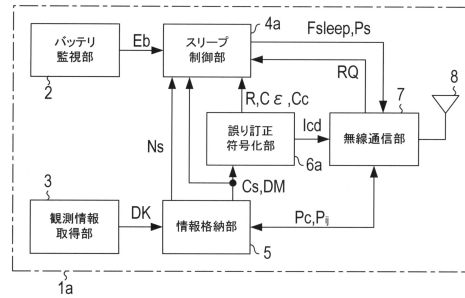 4a
バッテリ
監視部
2
Eb
スリープ
制御部
Fsleep,Ps
RQ
8
7
R,Cε,Cc
Ns
誤り訂正
符号化部
6a
Icd
無線通信部
3
観測情報
取得部
DK
Cs,DM
情報格納部
5
Pc,Pij
1a